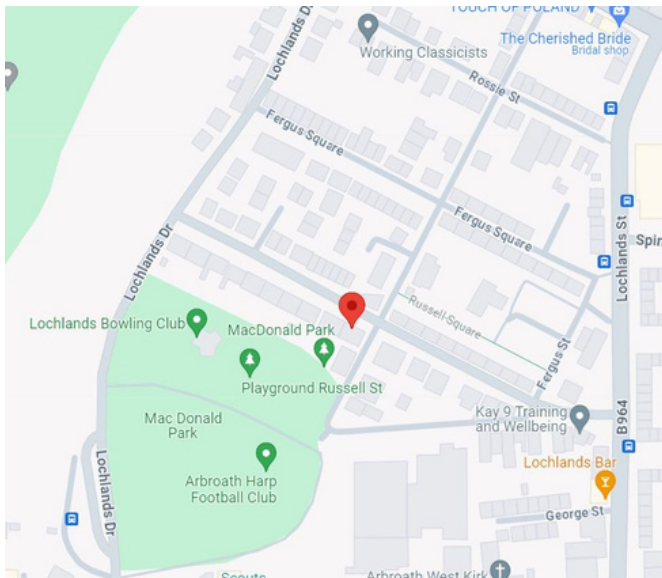 TOUCH OF POLAND
The Cherished Bride
Bridal shop
Working Classicists
Lochlands Dr
Rossie St
Fergus Square
Fergus Square
Lochlands St
Lochlands Dr
Russell Square
Lochlands Bowling Club
MacDonald Park
Playground Russell St
Fergus St
Mac Donald
Park
Kay 9 Training
and Wellbeing
B964
Lochlands Bar
Arbroath Harp
Football Club
Lochlands Dr
George St
Arbroath West Kirk
Scouts